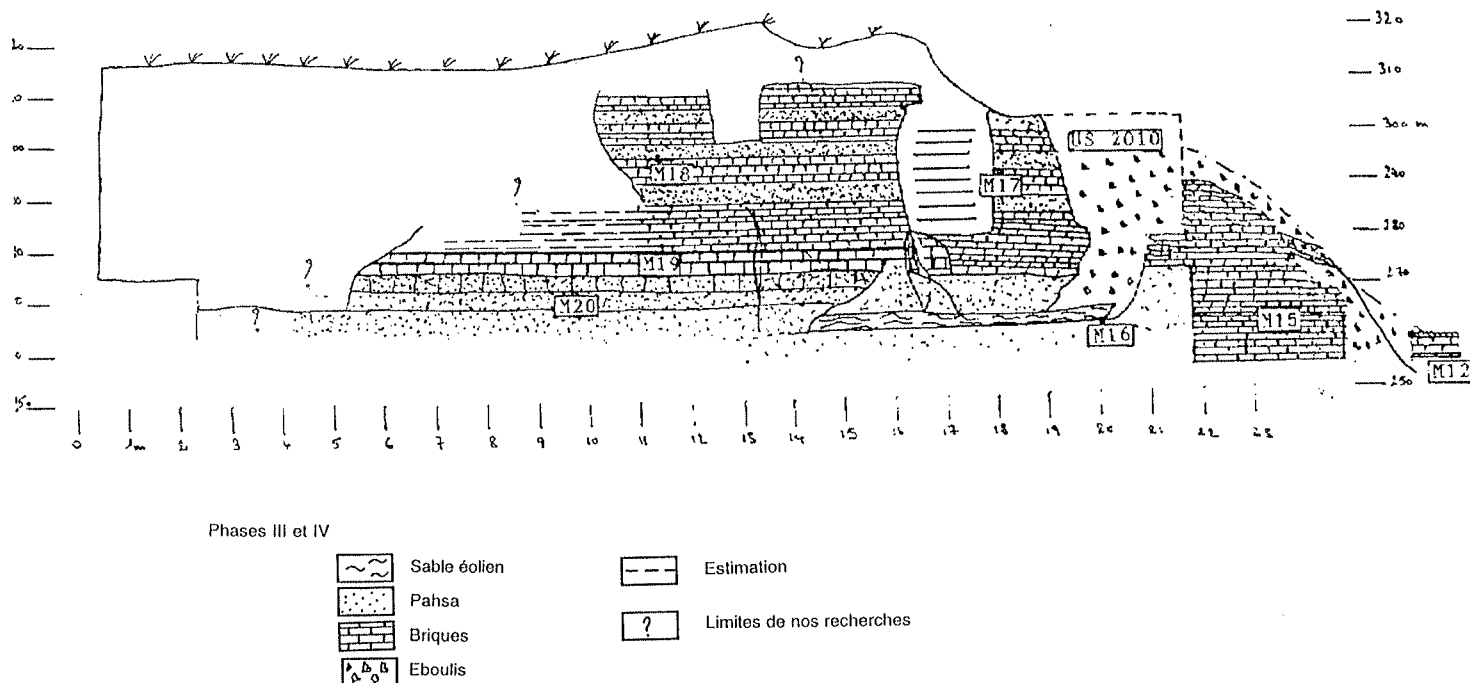 320
310
300 m
290
280
270
250
US 2010
M18
M17
M19
M20
M16
M15
M12
?
?
?
?
150
0 1m 2 3 4 5 6 7 8 9 10 11 12 13 14 15 16 17 18 19 20 21 22 23
Phases III et IV
Sable éolien
Pahsa
Briques
Eboulis
Estimation
? Limites de nos recherches